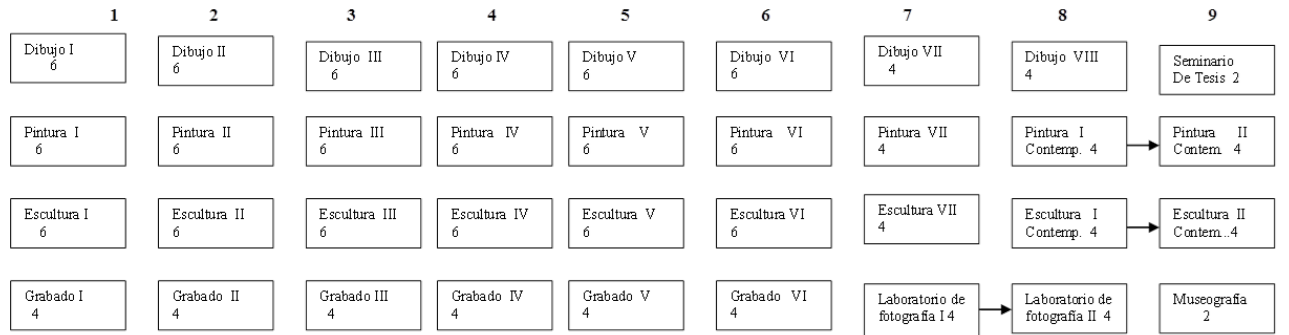 1 2 3 4 5 6 7 8 9
Dibujo I
6
Dibujo II
6
Dibujo III
6
Dibujo IV
6
Dibujo V
6
Dibujo VI
6
Dibujo VII
4
Dibujo VIII
4
Seminario
De Tesis 2
Pintura I
6
Pintura II
6
Pintura III
6
Pintura IV
6
Pintura V
6
Pintura VI
6
Pintura VII
4
Pintura I
Contemp. 4
Pintura II
Contem. 4
Escultura I
6
Escultura II
6
Escultura III
6
Escultura IV
6
Escultura V
6
Escultura VI
6
Escultura VII
4
Escultura I
Contemp. 4
Escultura II
Contem...4
Grabado I
4
Grabado II
4
Grabado III
4
Grabado IV
4
Grabado V
4
Grabado VI
4
Laboratorio de
fotografía I 4
Laboratorio de
fotografía II 4
Museografía
2